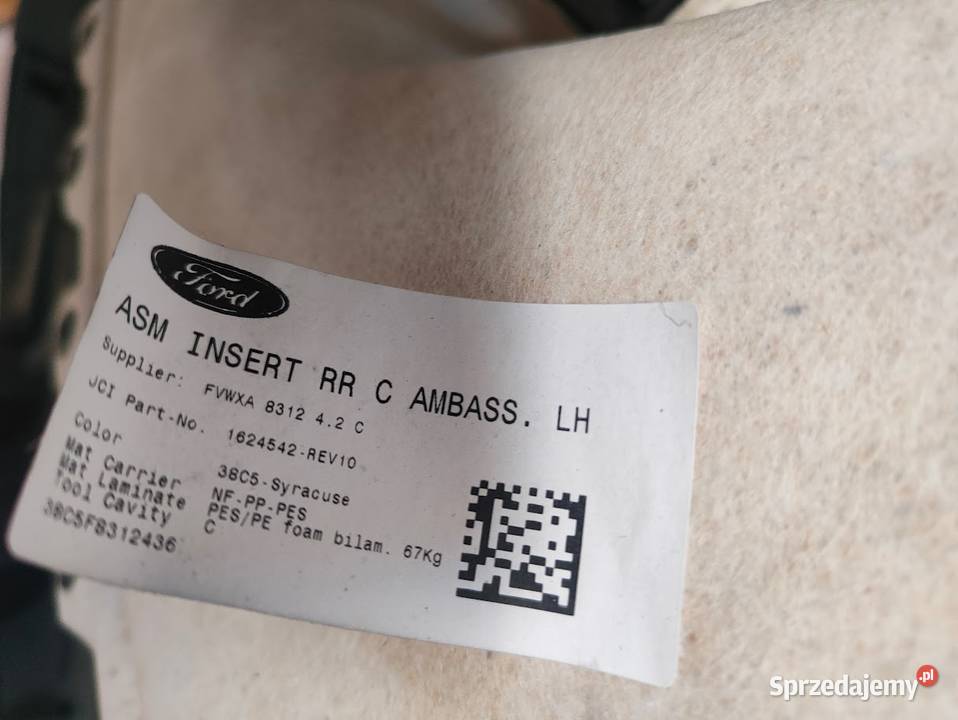 Ford
ASM INSERT RR C AMBASS. LH
Supplier: FVWXA 8312 4.2 C
JCI Part-No. 1624542-REV10
Color 38C5-Syracuse
Mat Carrier NF-PP-PES
Mat Laminate PES/PE foam bilam. 67Kg
Tool Cavity C
38C5F8312436
Sprzedajemy.pl